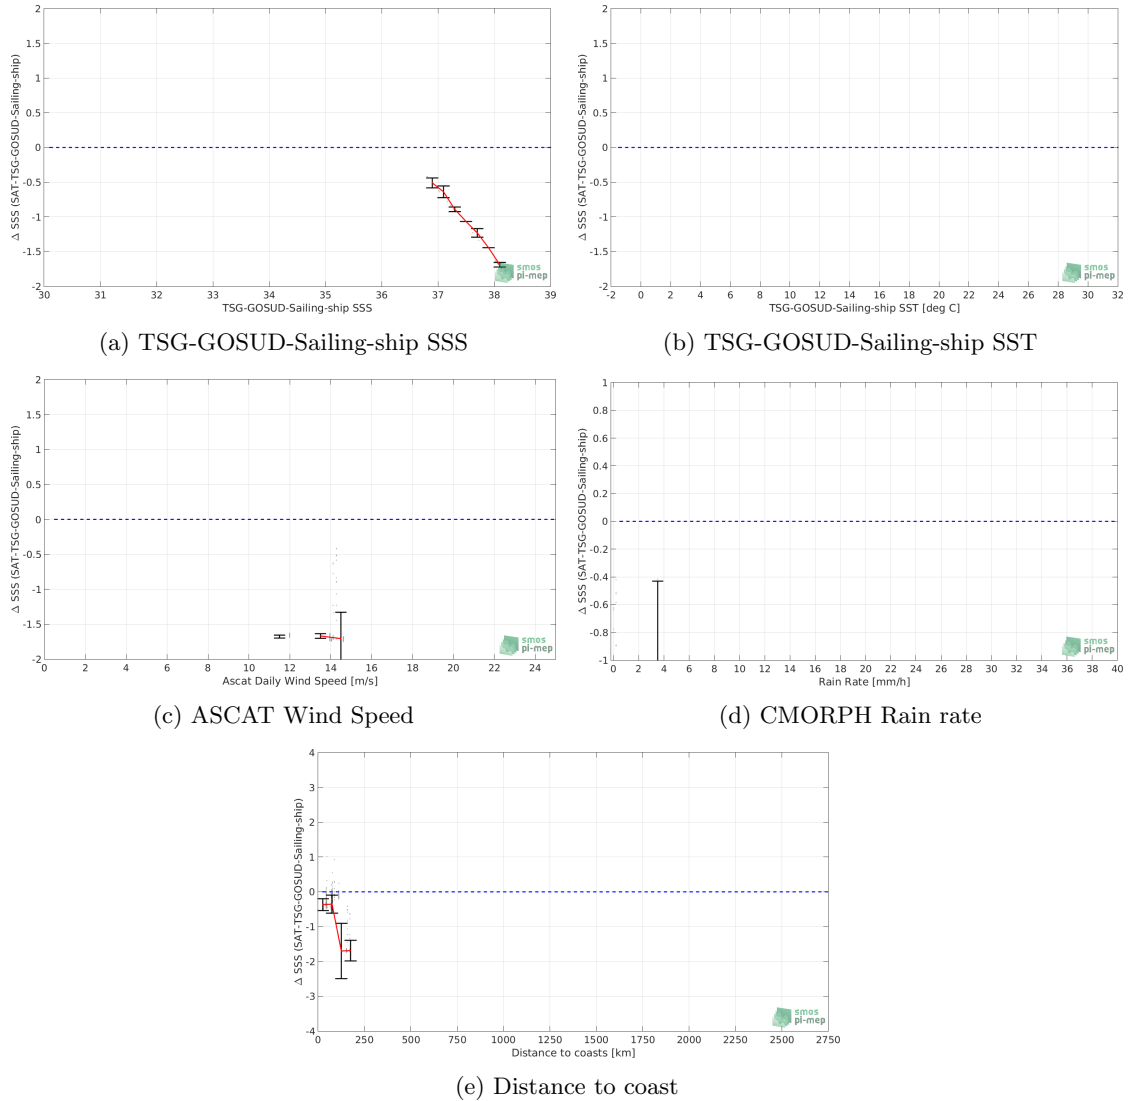 Δ SSS (SAT-TSG-GOSUD-Sailing-ship)
2
1.5
1
0.5
0
-0.5
-1
-1.5
-2
30 31 32 33 34 35 36 37 38 39
TSG-GOSUD-Sailing-ship SSS
smos
pi-mep
(a) TSG-GOSUD-Sailing-ship SSS
Δ SSS (SAT-TSG-GOSUD-Sailing-ship)
2
1.5
1
0.5
0
-0.5
-1
-1.5
-2
-2 0 2 4 6 8 10 12 14 16 18 20 22 24 26 28 30 32
TSG-GOSUD-Sailing-ship SST [deg C]
smos
pi-mep
(b) TSG-GOSUD-Sailing-ship SST
Δ SSS (SAT-TSG-GOSUD-Sailing-ship)
2
1.5
1
0.5
0
-0.5
-1
-1.5
-2
0 2 4 6 8 10 12 14 16 18 20 22 24
Ascat Daily Wind Speed [m/s]
smos
pi-mep
(c) ASCAT Wind Speed
Δ SSS (SAT-TSG-GOSUD-Sailing-ship)
1
0.8
0.6
0.4
0.2
0
-0.2
-0.4
-0.6
-0.8
-1
0 2 4 6 8 10 12 14 16 18 20 22 24 26 28 30 32 34 36 38 40
Rain Rate [mm/h]
smos
pi-mep
(d) CMORPH Rain rate
Δ SSS (SAT-TSG-GOSUD-Sailing-ship)
4
3
2
1
0
-1
-2
-3
-4
0 250 500 750 1000 1250 1500 1750 2000 2250 2500 2750
Distance to coasts [km]
smos
pi-mep
(e) Distance to coast